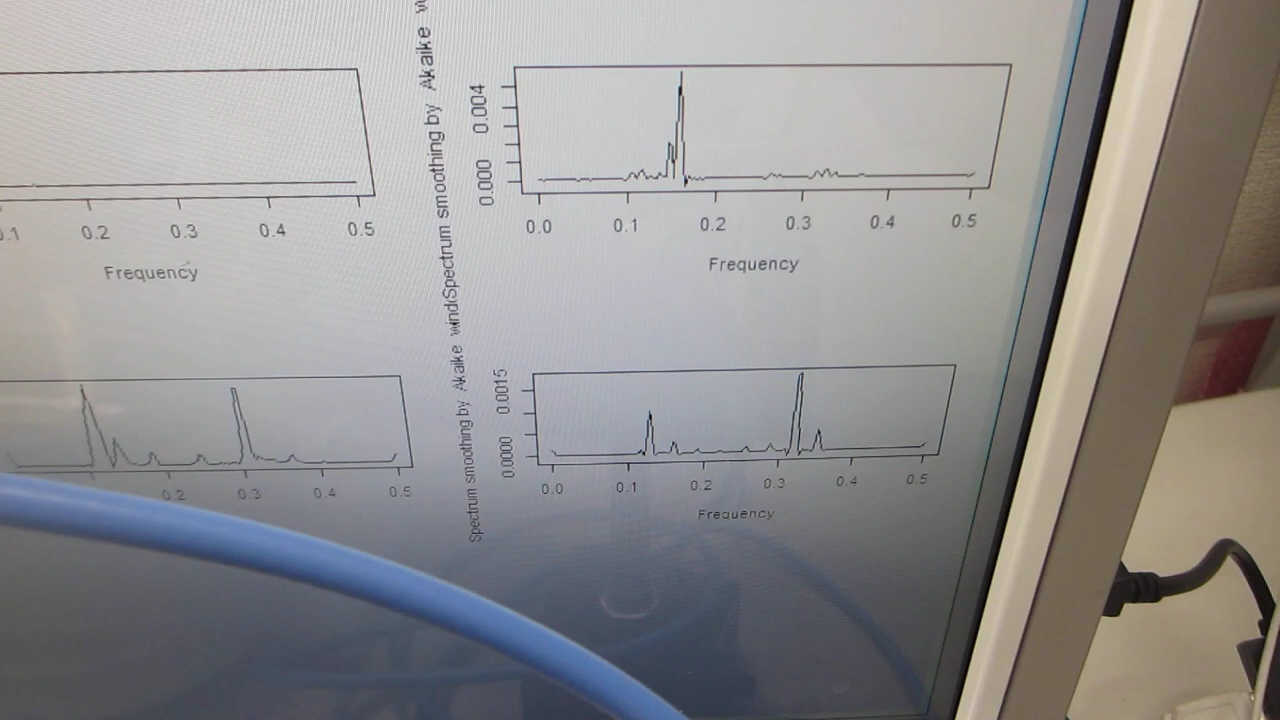 0.1 0.2 0.3 0.4 0.5
Frequency
0.2 0.3 0.4 0.5
Spectrum smoothing by Akaike
0.004
0.000
0.0 0.1 0.2 0.3 0.4 0.5
Frequency
Spectrum smoothing by Akaike wind
0.0015
0.0000
0.0 0.1 0.2 0.3 0.4 0.5
Frequency